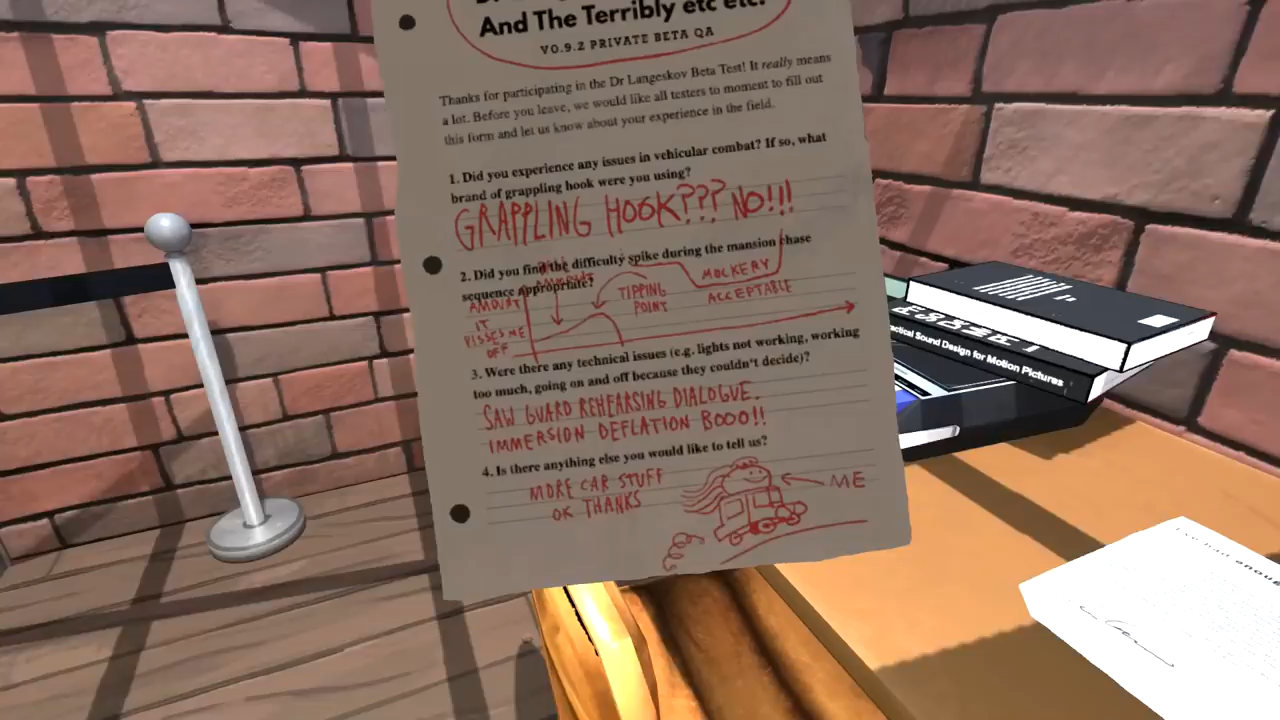 And The Terribly etc etc.
V0.9.2 PRIVATE BETA QA
Thanks for participating in the Dr Langeskov Beta Test! It really means
a lot. Before you leave, we would like all testers to moment to fill out
this form and let us know about your experience in the field.
1. Did you experience any issues in vehicular combat? If so, what
brand of grappling hook were you using?
GRAPPLING HOOK??? NO!!!
2. Did you find the difficulty spike during the mansion chase
sequence appropriate?
AMOUNT
IT
PISSES ME
OFF
TIPPING
POINT
MOCKERY
ACCEPTABLE
3. Were there any technical issues (e.g. lights not working, working
too much, going on and off because they couldn't decide)?
SAW GUARD REHEARSING DIALOGUE.
IMMERSION DEFLATION BOOO!!
4. Is there anything else you would like to tell us?
MORE CAR STUFF
OK THANKS
ME
actical Sound Design for Motion Pictures
I've had enou